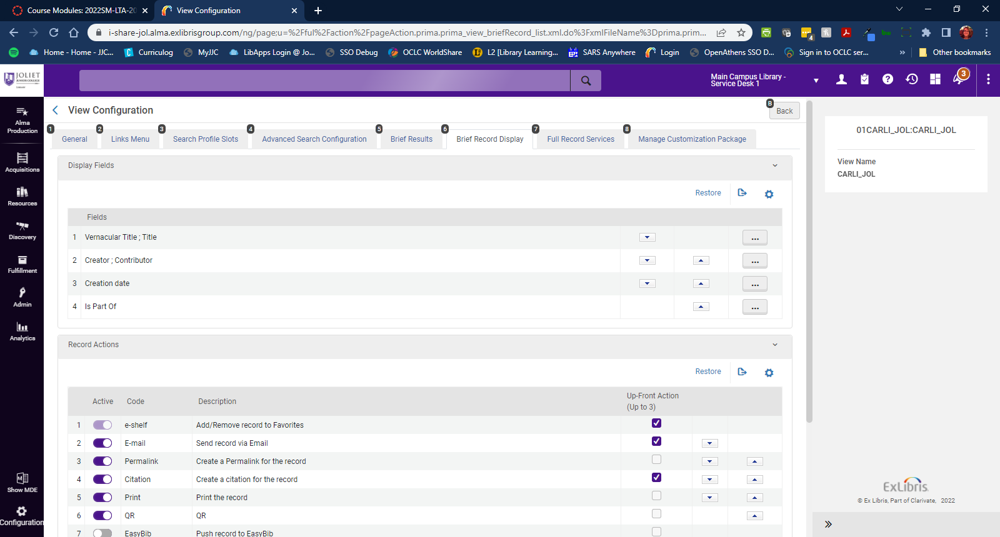 Course Modules: 2022SM-LTA-20
View Configuration
i-share-jol.alma.exlibrisgroup.com/ng/page;u=%2Fful%2Faction%2FpageAction.prima.prima_view_briefRecord_list.xml.do%3FxmlFileName%3Dprima.prim...
4
bw
Home - Home - JJC...
Curriculog
MyJJC
LibApps Login @ Jo...
SSO Debug
OCLC WorldShare
L2 [Library Learning...
SARS Anywhere
Login
OpenAthens SSO D...
Sign in to OCLC ser...
»
Other bookmarks
JOLIET
JUNIOR COLLEGE
LIBRARY
Main Campus Library -
Service Desk 1
3
Alma
Production
Acquisitions
Resources
Discovery
Fulfillment
Admin
Analytics
Show MDE
Configuration
View Configuration
B
Back
1
General
2
Links Menu
3
Search Profile Slots
4
Advanced Search Configuration
5
Brief Results
6
Brief Record Display
7
Full Record Services
8
Manage Customization Package
Display Fields
Restore
Fields
1 Vernacular Title ; Title ...
2 Creator ; Contributor ...
3 Creation date ...
4 Is Part Of ...
Record Actions
Restore
Active Code Description Up-Front Action
(Up to 3)
1 e-shelf Add/Remove record to Favorites
2 E-mail Send record via Email
3 Permalink Create a Permalink for the record
4 Citation Create a citation for the record
5 Print Print the record
6 QR QR
7 EasyBib Push record to EasyBib
01CARLI_JOL:CARLI_JOL
View Name
CARLI_JOL
ExLibris
© Ex Libris, Part of Clarivate, 2022